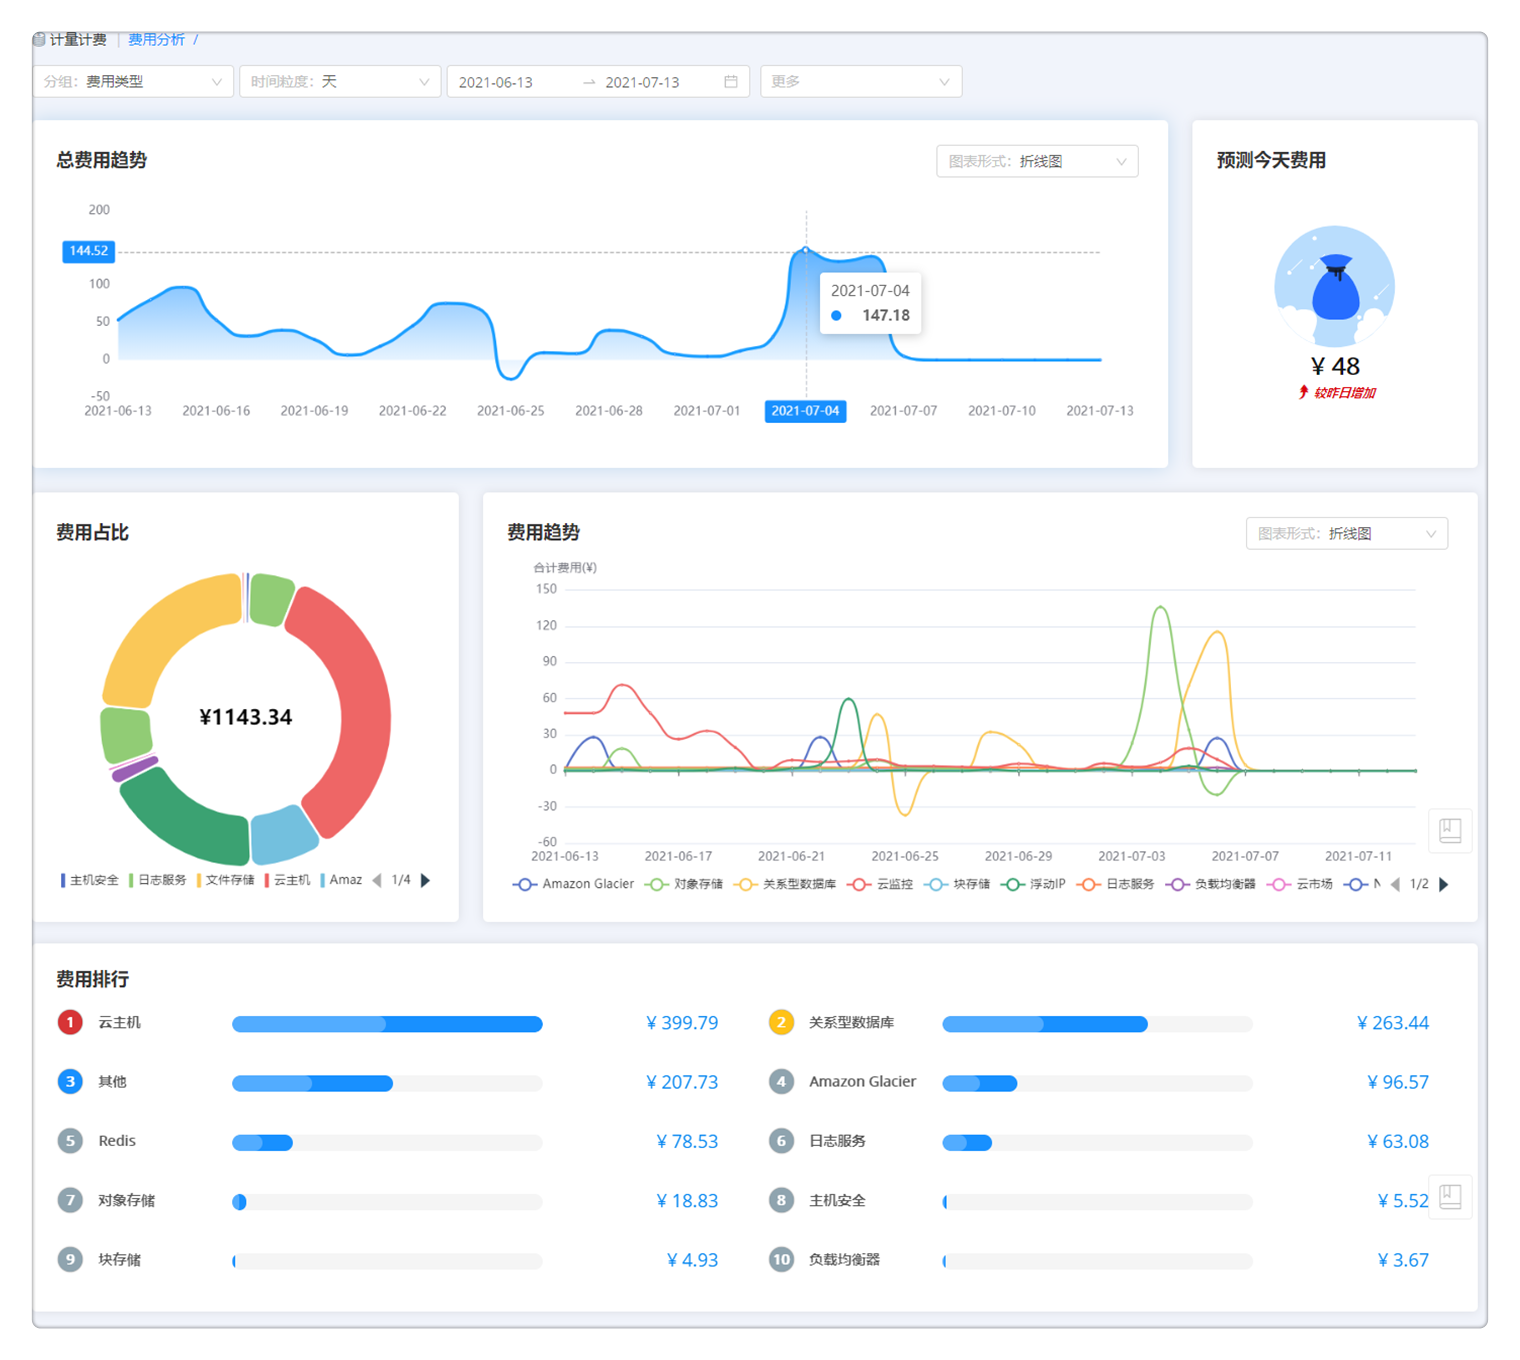 计量计费 | 费用分析 /
分组: 费用类型 时间粒度: 天 2021-06-13 → 2021-07-13 更多
总费用趋势 图表形式: 折线图
200
144.52
100
50
0
-50
2021-07-04
147.18
2021-06-13 2021-06-16 2021-06-19 2021-06-22 2021-06-25 2021-06-28 2021-07-01 2021-07-04 2021-07-07 2021-07-10 2021-07-13
预测今天费用
¥ 48
较昨日增加
费用占比
¥1143.34
主机安全 日志服务 文件存储 云主机 Amaz 1/4
费用趋势 图表形式: 折线图
合计费用(¥)
150
120
90
60
30
0
-30
-60
2021-06-13 2021-06-17 2021-06-21 2021-06-25 2021-06-29 2021-07-03 2021-07-07 2021-07-11
Amazon Glacier 对象存储 关系型数据库 云监控 块存储 浮动IP 日志服务 负载均衡器 云市场 1/2
费用排行
1 云主机 ¥ 399.79 2 关系型数据库 ¥ 263.44
3 其他 ¥ 207.73 4 Amazon Glacier ¥ 96.57
5 Redis ¥ 78.53 6 日志服务 ¥ 63.08
7 对象存储 ¥ 18.83 8 主机安全 ¥ 5.52
9 块存储 ¥ 4.93 10 负载均衡器 ¥ 3.67